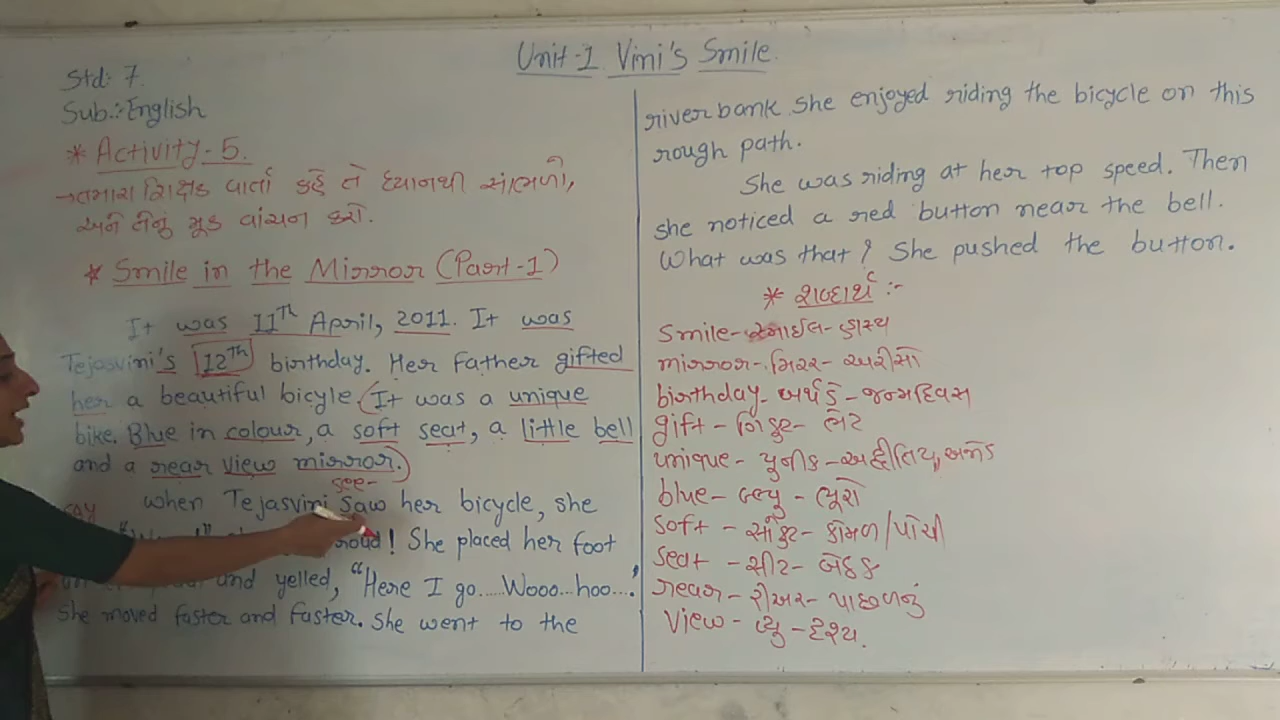 Unit-1 Vini's Smile
Std: 7.
Sub.: English
* Activity-5.
→તમારા શિક્ષક વાર્તા કહે તે ધ્યાનથી સાંભળો,
અને તેનું મૂક વાંચન કરો.
* Smile in the Mirror (Part-1)
It was 11Th April, 2011. It was
Tejasvini's 12th birthday. Her Father gifted
her a beautiful bicyle. (It was a unique
bike. Blue in colour, a soft seat, a little bell
and a rear view mirror.)
see-
when Tejasvini saw her bicycle, she
say
! She placed her foot
and yelled, "Here I go.....Wooo...hoo....'
She moved faster and faster. She went to the
river bank. She enjoyed riding the bicycle on this
rough path.
She was riding at her top speed. Then
she noticed a red button near the bell.
What was that? She pushed the button.
* શબ્દાર્થ :-
Smile- સ્માઈલ- હાસ્ય
mirror- મિરર - અરીસો
birthday- બર્થડે - જન્મદિવસ
gift - ગિફ્ટ- ભેટ
unique - યુનીક - અદ્વીતિય, અનેક
blue - બ્લ્યુ - ભૂરો
Soft - સૉફ્ટ- કોમળ/પોચી
Seat - સીટ- બેઠક
rear - રીઅર- પાછળનું
View - વ્યુ - દૃશ્ય.